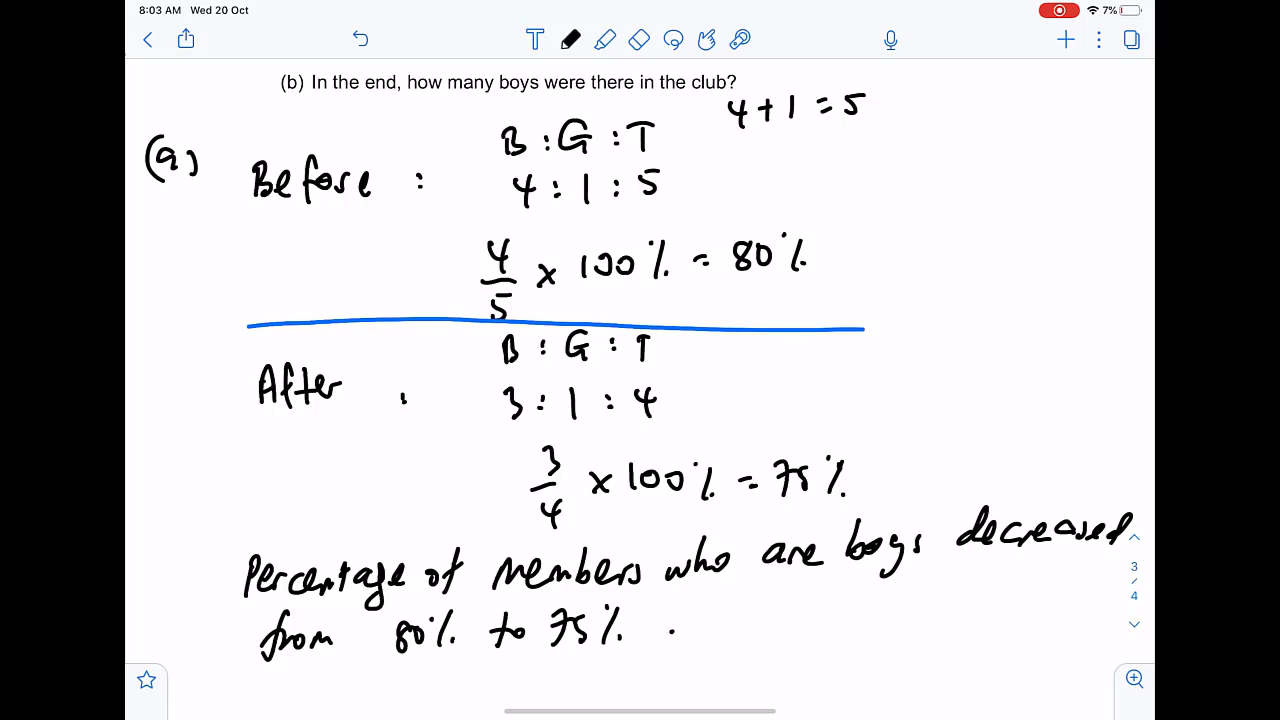 8:03 AM Wed 20 Oct
7%
(b) In the end, how many boys were there in the club?
4 + 1 = 5
(a)
B : G : T
Before :
4 : 1 : 5
4/5 × 100% = 80%
B : G : T
After .
3 : 1 : 4
3/4 × 100% = 75%
Percentage of members who are boys decreased
from 80% to 75% .
3
/
4